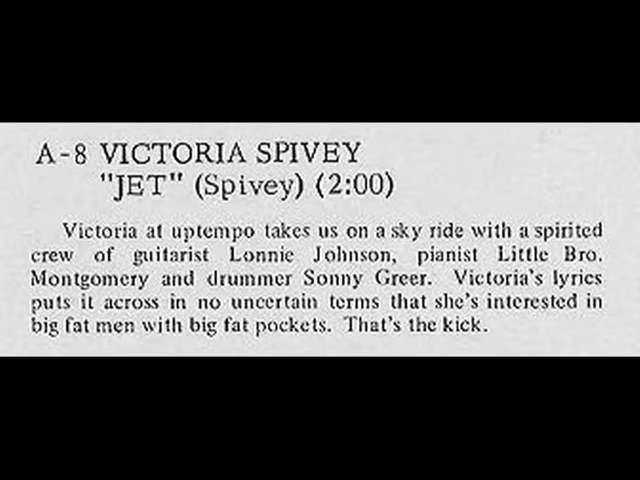 A-8 VICTORIA SPIVEY
"JET" (Spivey) (2:00)
Victoria at uptempo takes us on a sky ride with a spirited
crew of guitarist Lonnie Johnson, pianist Little Bro.
Montgomery and drummer Sonny Greer. Victoria's lyrics
puts it across in no uncertain terms that she's interested in
big fat men with big fat pockets. That's the kick.